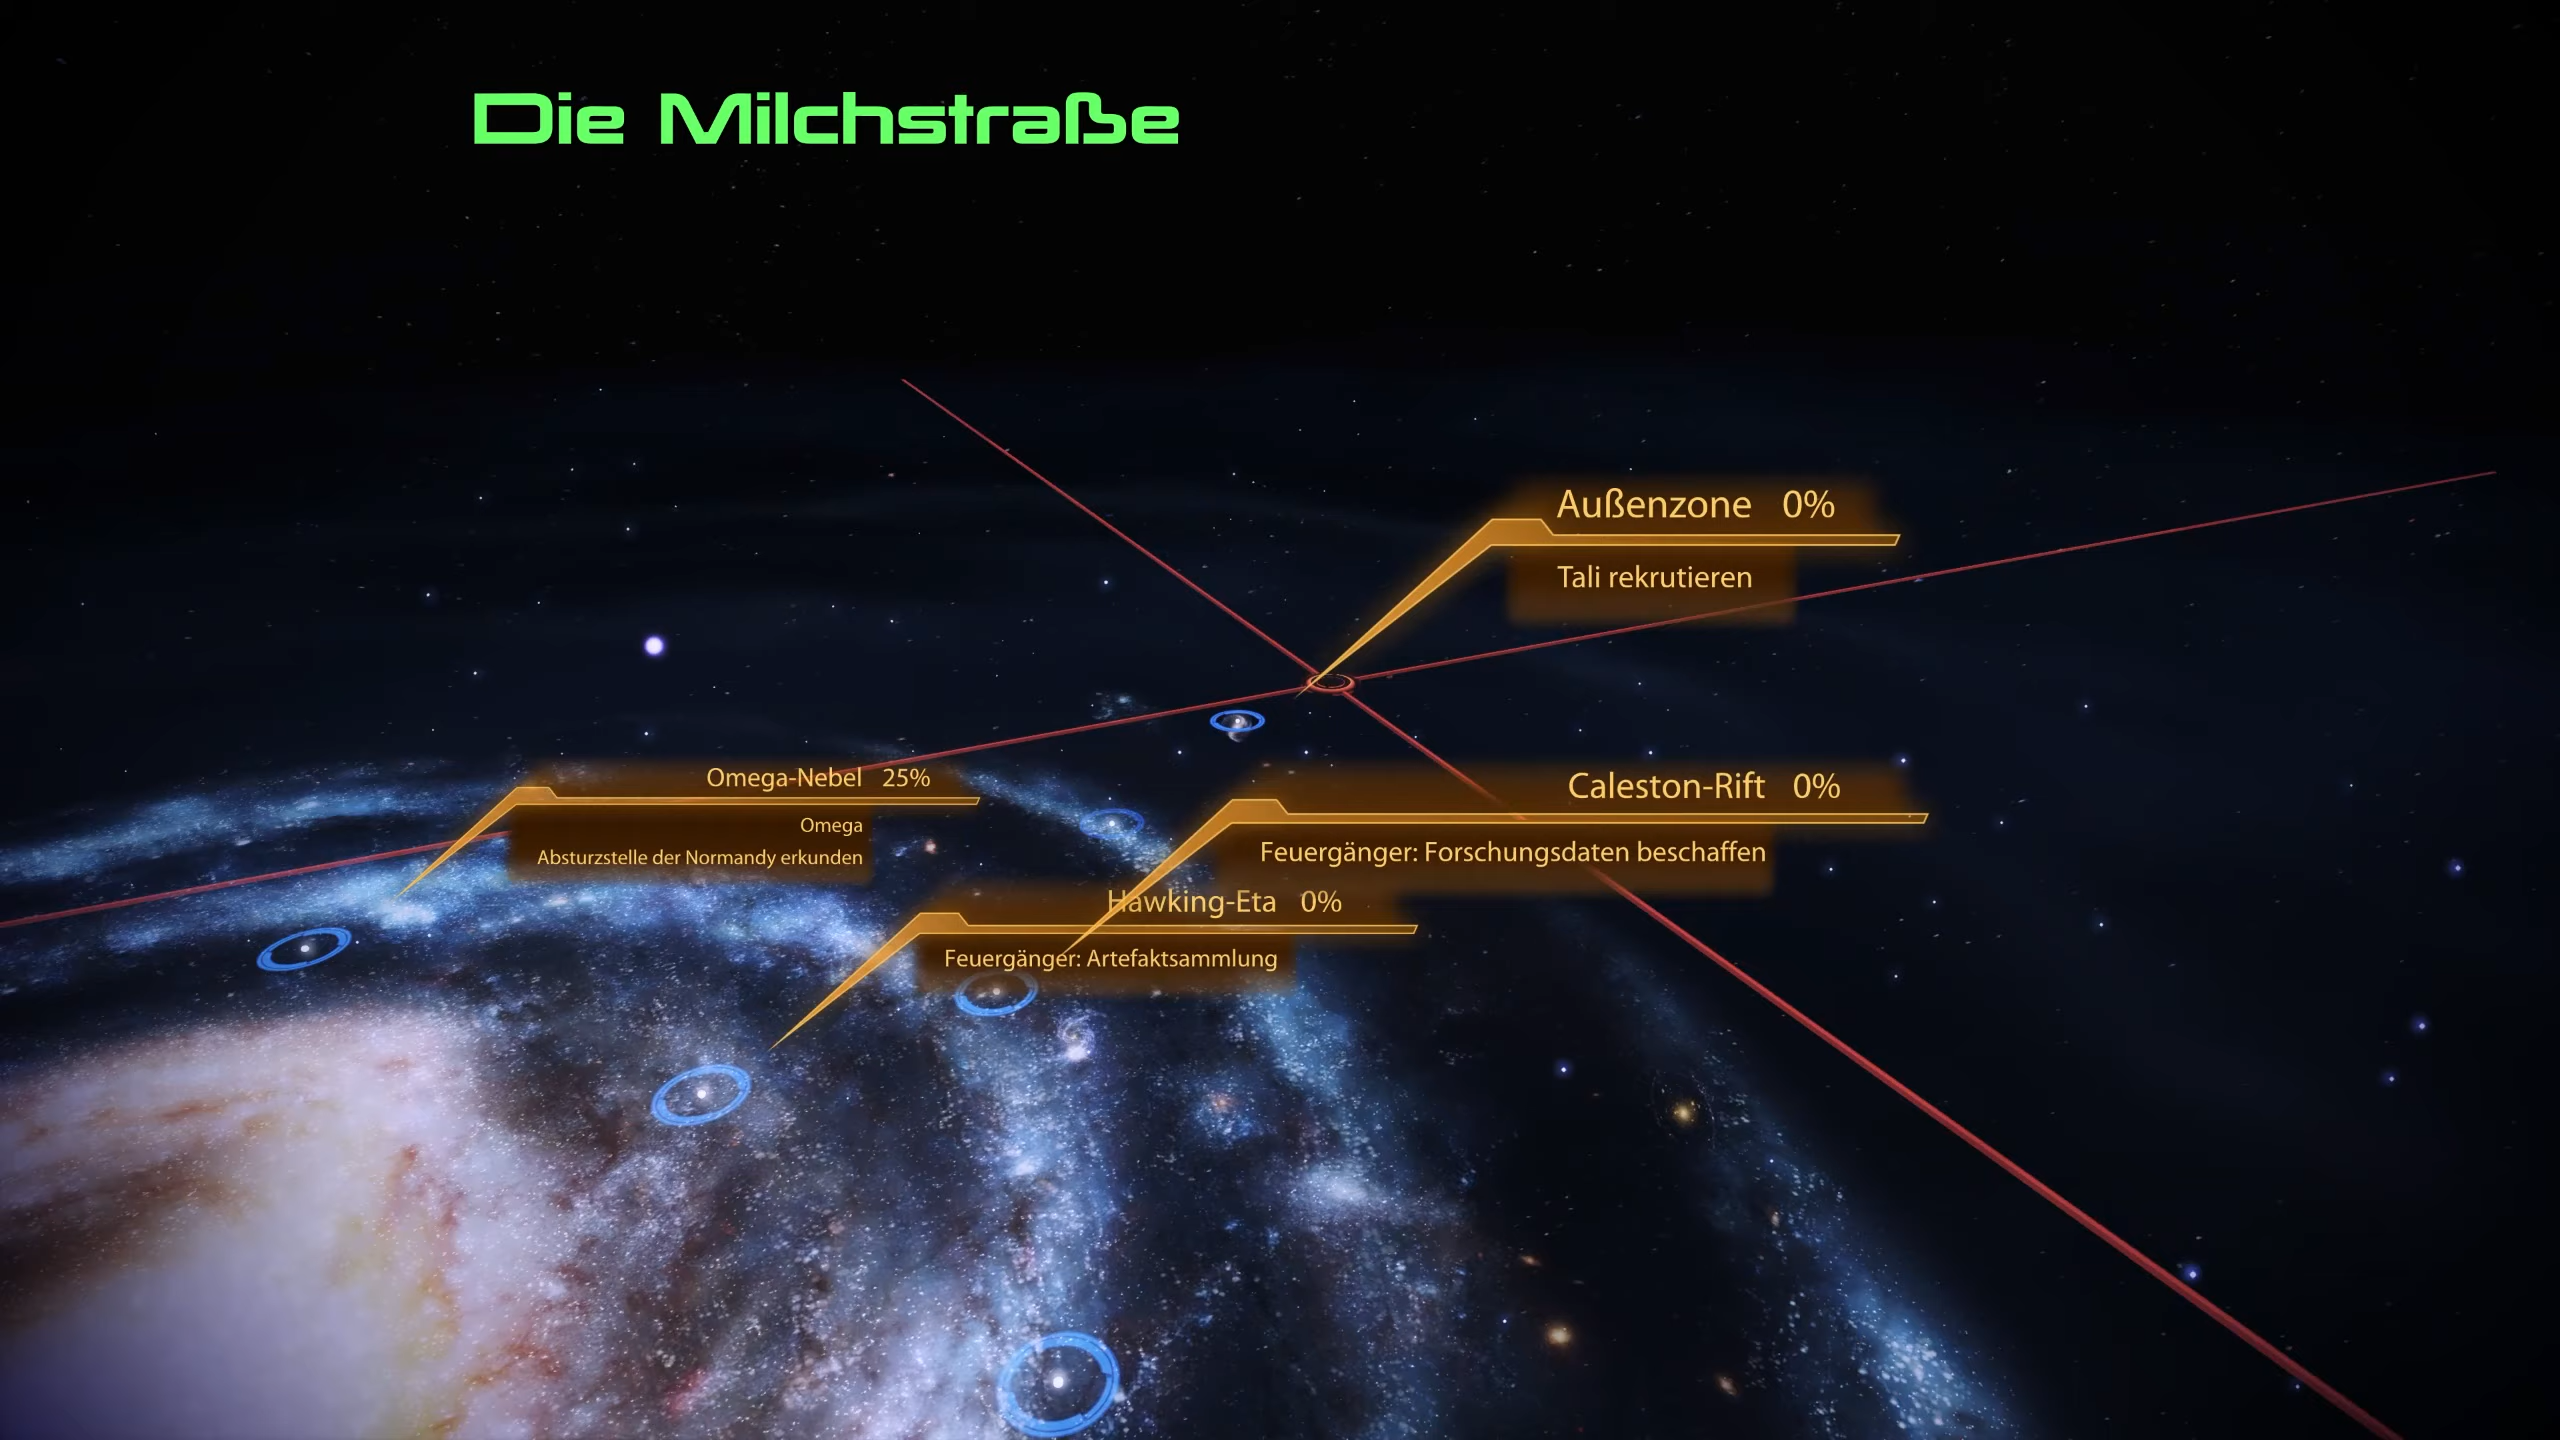 Die Milchstraße
Außenzone 0%
Tali rekrutieren
Omega-Nebel 25%
Omega
Absturzstelle der Normandy erkunden
Caleston-Rift 0%
Feuergänger: Forschungsdaten beschaffen
Hawking-Eta 0%
Feuergänger: Artefaktsammlung